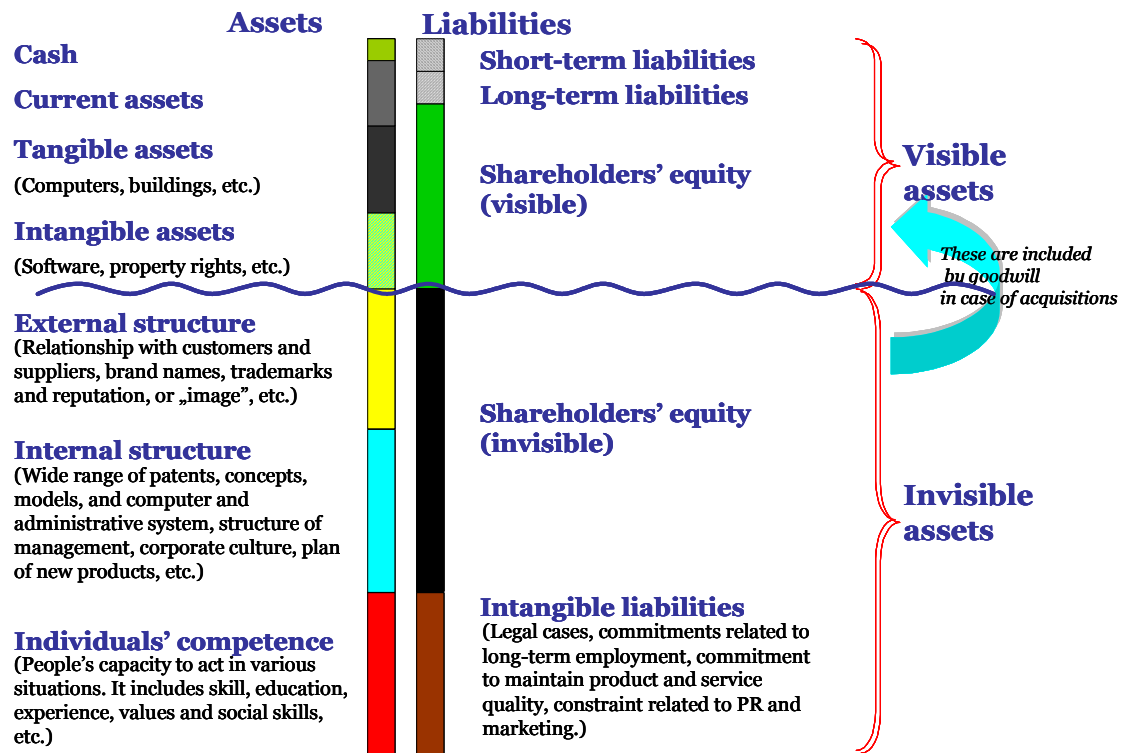 Assets
Liabilities
Cash
Current assets
Tangible assets
(Computers, buildings, etc.)
Intangible assets
(Software, property rights, etc.)
External structure
(Relationship with customers and
suppliers, brand names, trademarks
and reputation, or „image”, etc.)
Internal structure
(Wide range of patents, concepts,
models, and computer and
administrative system, structure of
management, corporate culture, plan
of new products, etc.)
Individuals’ competence
(People’s capacity to act in various
situations. It includes skill, education,
experience, values and social skills,
etc.)
Short-term liabilities
Long-term liabilities
Shareholders’ equity
(visible)
Shareholders’ equity
(invisible)
Intangible liabilities
(Legal cases, commitments related to
long-term employment, commitment
to maintain product and service
quality, constraint related to PR and
marketing.)
Visible
assets
These are included
by goodwill
in case of acquisitions
Invisible
assets